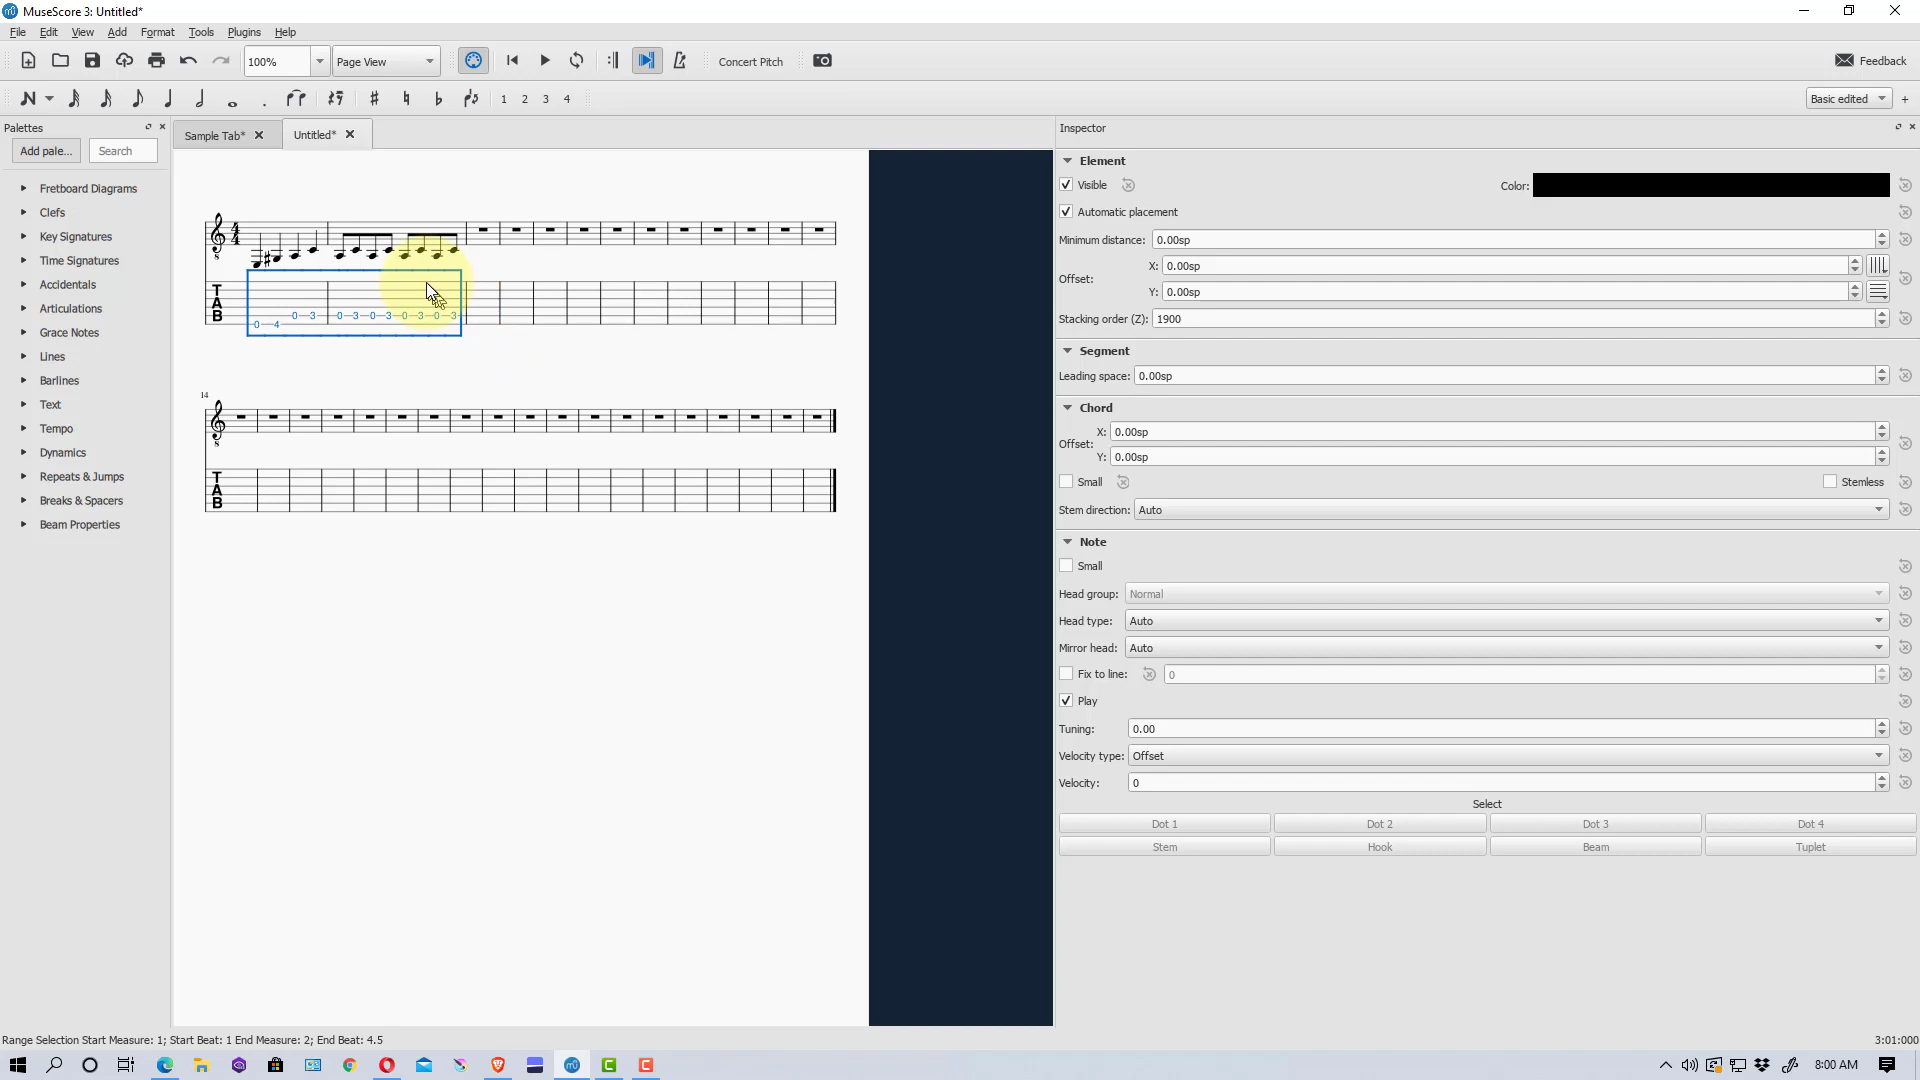 MuseScore 3: Untitled*
File Edit View Add Format Tools Plugins Help
100% Page View Concert Pitch Feedback
1 2 3 4 Basic edited +
Palettes
Add pale... Search
Fretboard Diagrams
Clefs
Key Signatures
Time Signatures
Accidentals
Articulations
Grace Notes
Lines
Barlines
Text
Tempo
Dynamics
Repeats & Jumps
Breaks & Spacers
Beam Properties
Sample Tab* Untitled*
4
4
8
T
A
B
0 3 0 3 0 3 0 3 0 3
0 4
14
8
T
A
B
Inspector
Element
Visible Color:
Automatic placement
Minimum distance: 0.00sp
Offset: X: 0.00sp
Y: 0.00sp
Stacking order (Z): 1900
Segment
Leading space: 0.00sp
Chord
Offset: X: 0.00sp
Y: 0.00sp
Small Stemless
Stem direction: Auto
Note
Small
Head group: Normal
Head type: Auto
Mirror head: Auto
Fix to line: 0
Play
Tuning: 0.00
Velocity type: Offset
Velocity: 0
Select
Dot 1 Dot 2 Dot 3 Dot 4
Stem Hook Beam Tuplet
Range Selection Start Measure: 1; Start Beat: 1 End Measure: 2; End Beat: 4.5 3:01:000
8:00 AM